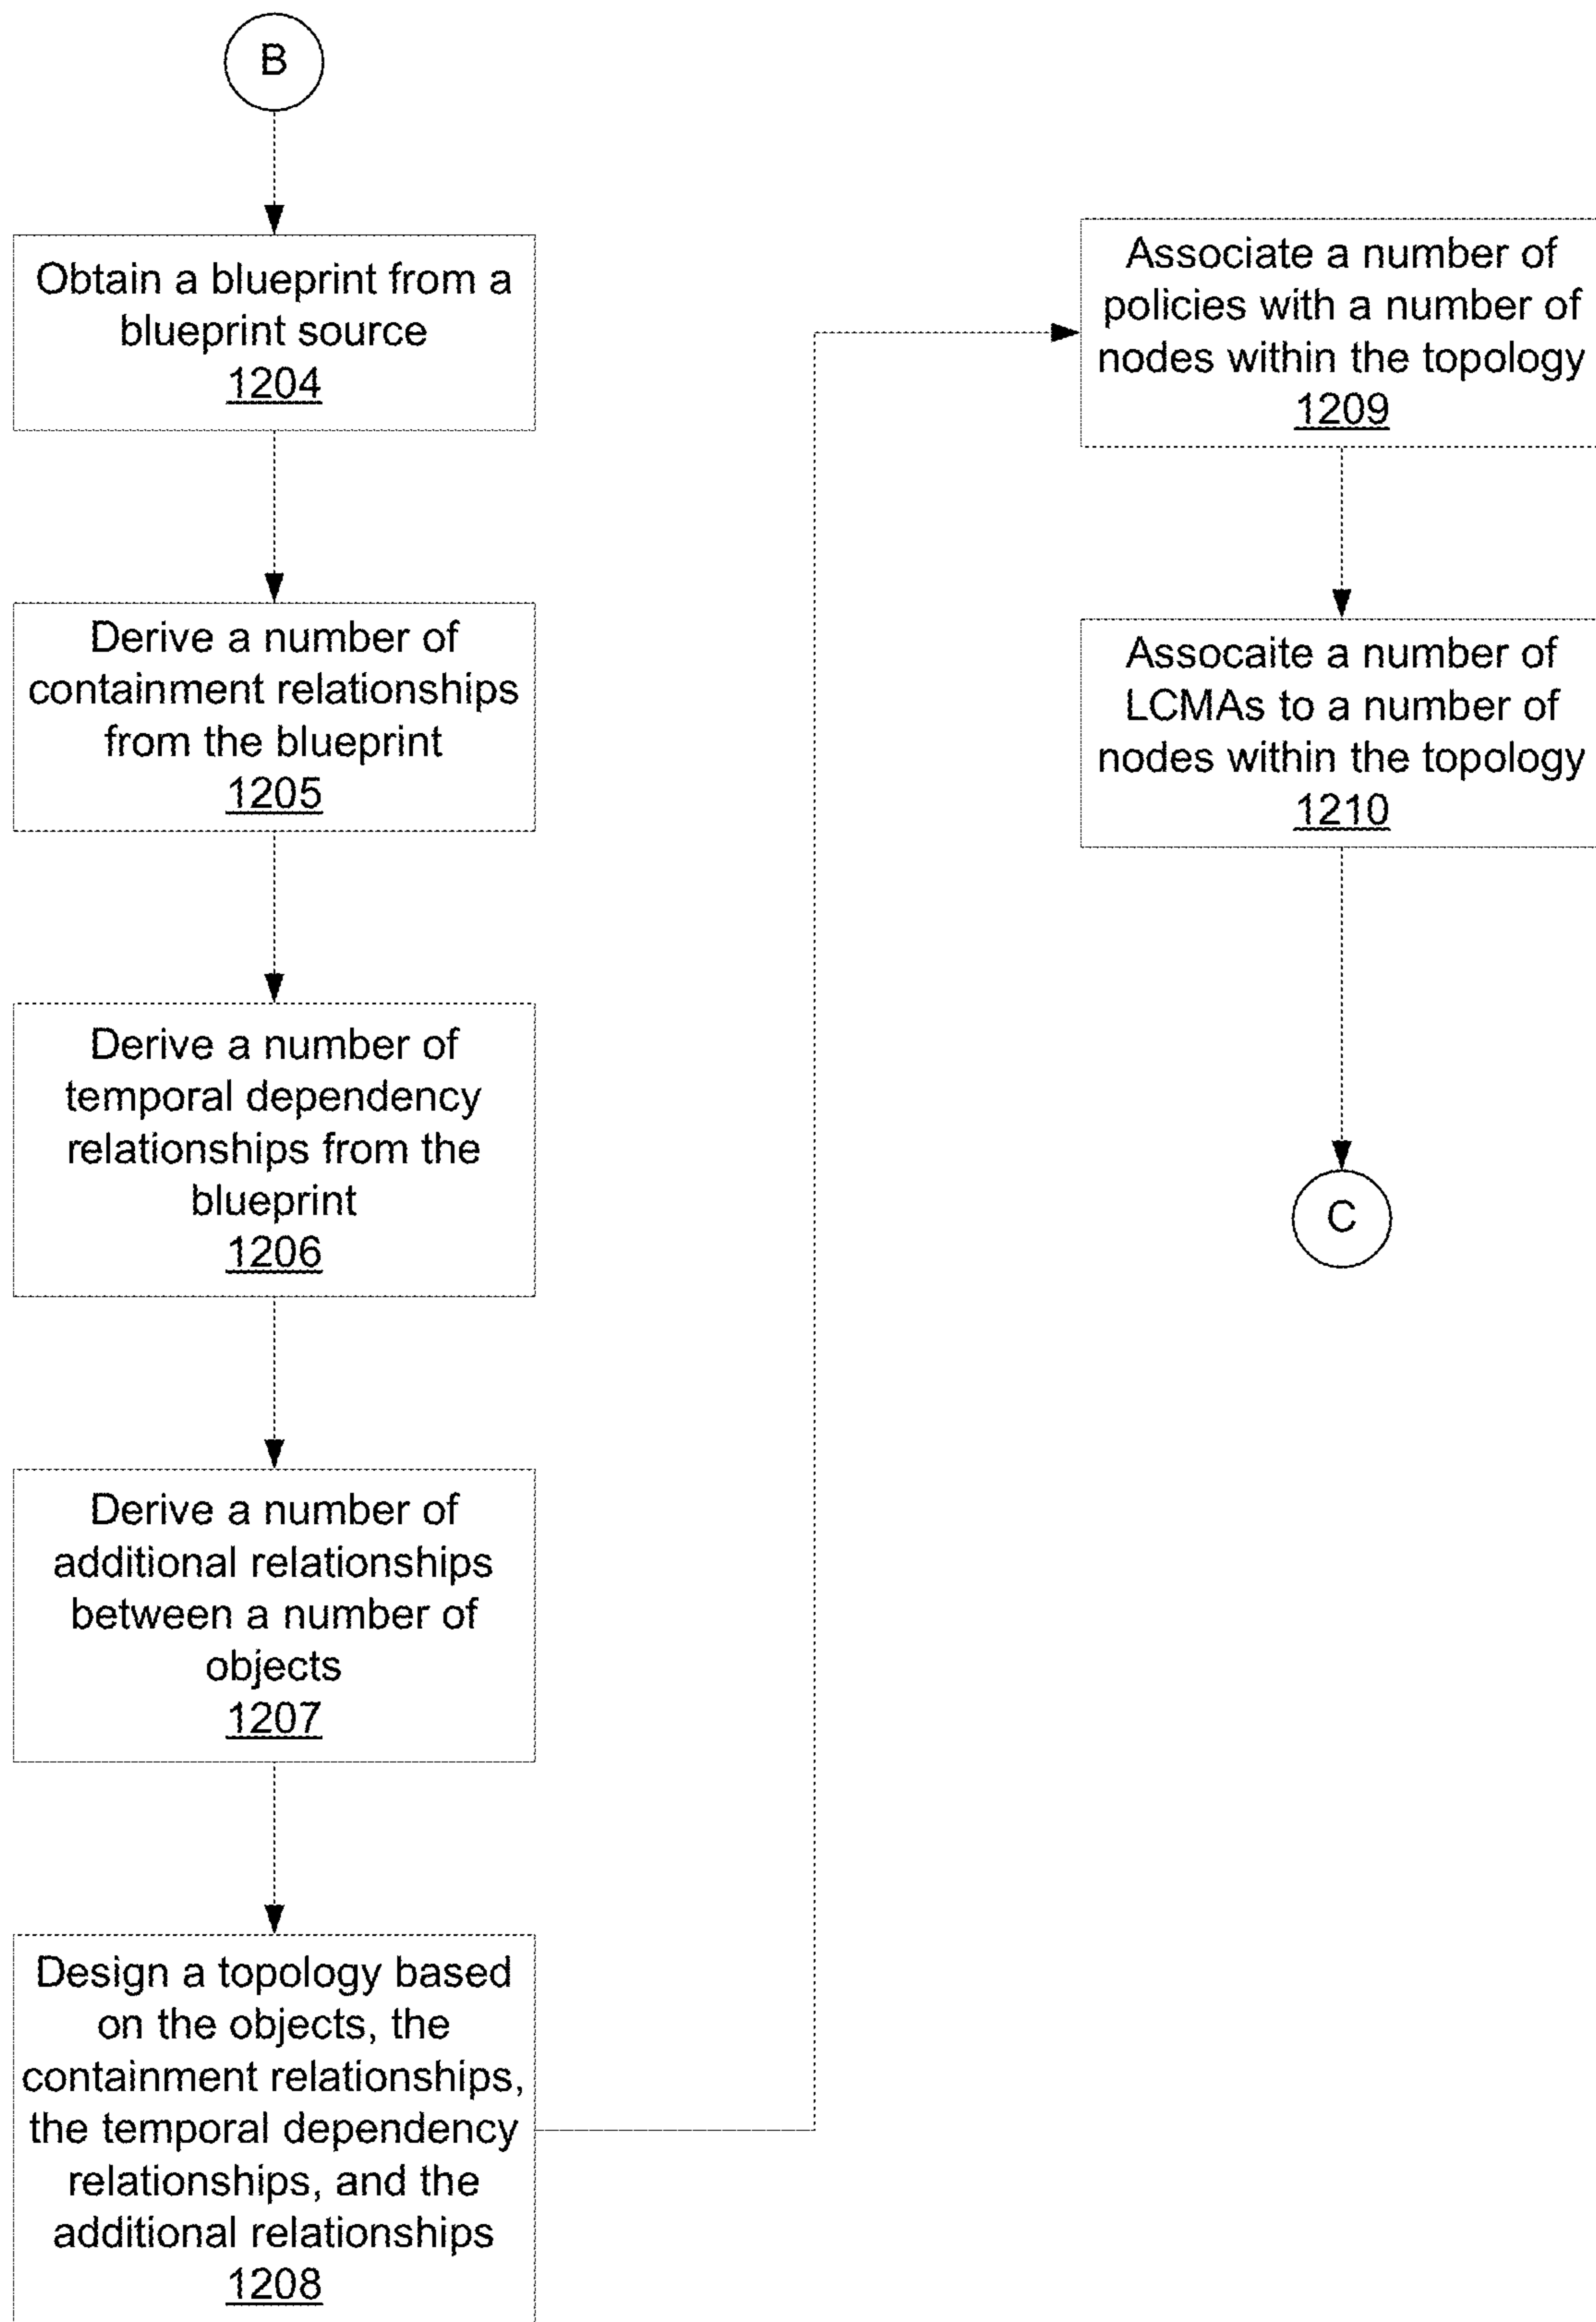 B
Obtain a blueprint from a
blueprint source
1204
Derive a number of
containment relationships
from the blueprint
1205
Derive a number of
temporal dependency
relationships from the
blueprint
1206
Derive a number of
additional relationships
between a number of
objects
1207
Design a topology based
on the objects, the
containment relationships,
the temporal dependency
relationships, and the
additional relationships
1208
Associate a number of
policies with a number of
nodes within the topology
1209
Assocaite a number of
LCMAs to a number of
nodes within the topology
1210
C